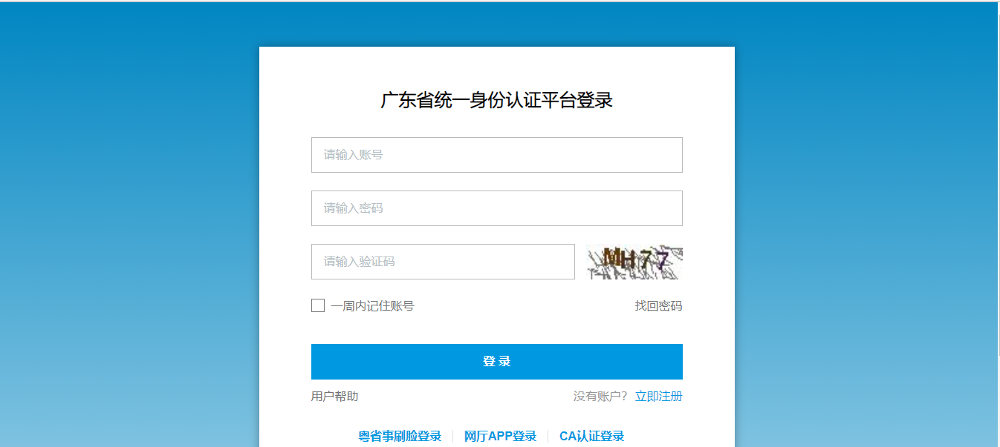 广东省统一身份认证平台登录
请输入账号
请输入密码
请输入验证码
MH77
一周内记住账号 找回密码
登 录
用户帮助 没有账户? 立即注册
粤省事刷脸登录 网厅APP登录 CA认证登录